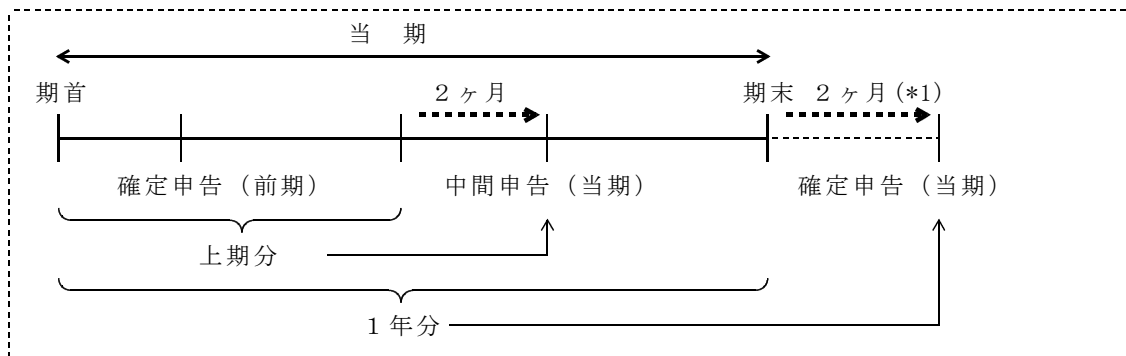 当　期
期首　２ヶ月　期末　２ヶ月(*1)
確定申告（前期）　中間申告（当期）　確定申告（当期）
上期分
１年分